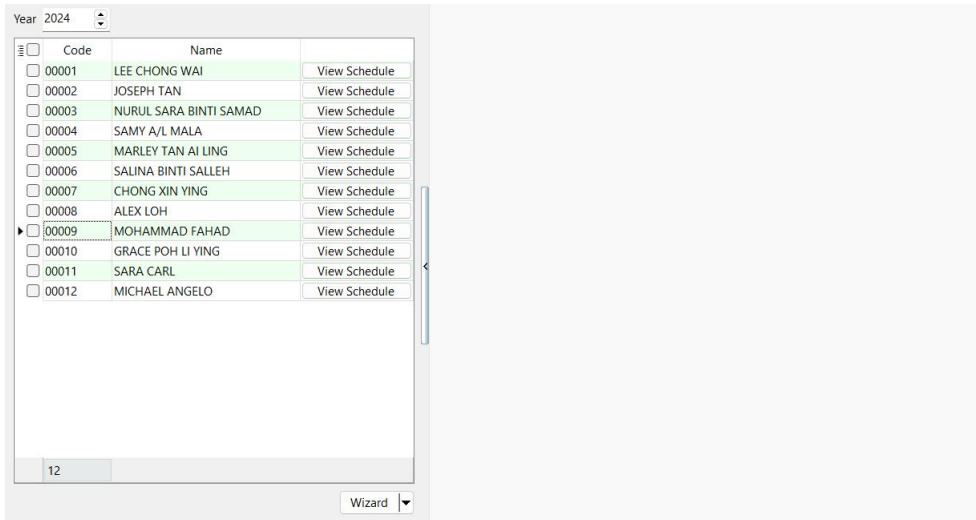 Year 2024
Code Name
00001 LEE CHONG WAI View Schedule
00002 JOSEPH TAN View Schedule
00003 NURUL SARA BINTI SAMAD View Schedule
00004 SAMY A/L MALA View Schedule
00005 MARLEY TAN AI LING View Schedule
00006 SALINA BINTI SALLEH View Schedule
00007 CHONG XIN YING View Schedule
00008 ALEX LOH View Schedule
00009 MOHAMMAD FAHAD View Schedule
00010 GRACE POH LI YING View Schedule
00011 SARA CARL View Schedule
00012 MICHAEL ANGELO View Schedule
12
Wizard